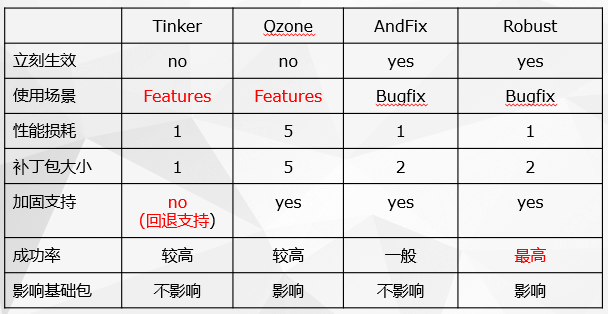 Tinker Qzone AndFix Robust
立刻生效 no no yes yes
使用场景 Features Features Bugfix Bugfix
性能损耗 1 5 1 1
补丁包大小 1 5 2 2
加固支持 no yes yes yes
(回退支持)
成功率 较高 较高 一般 最高
影响基础包 不影响 影响 不影响 影响